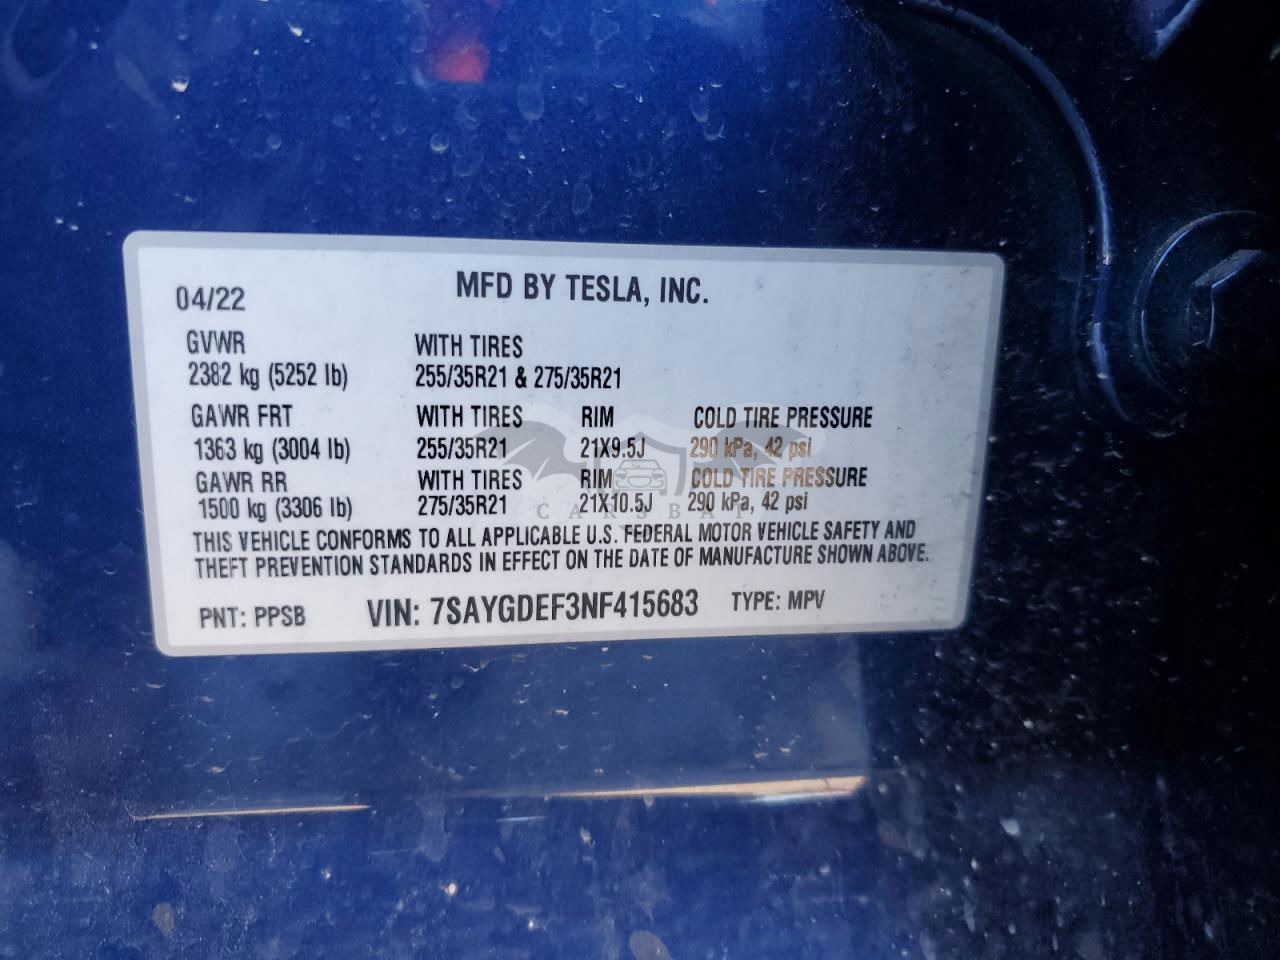 04/22 MFD BY TESLA, INC.
GVWR WITH TIRES
2382 kg (5252 lb) 255/35R21 & 275/35R21
GAWR FRT WITH TIRES RIM COLD TIRE PRESSURE
1363 kg (3004 lb) 255/35R21 21X9.5J 290 kPa, 42 psi
GAWR RR WITH TIRES RIM COLD TIRE PRESSURE
1500 kg (3306 lb) 275/35R21 21X10.5J 290 kPa, 42 psi
CARSBAT
THIS VEHICLE CONFORMS TO ALL APPLICABLE U.S. FEDERAL MOTOR VEHICLE SAFETY AND
THEFT PREVENTION STANDARDS IN EFFECT ON THE DATE OF MANUFACTURE SHOWN ABOVE.
PNT: PPSB VIN: 7SAYGDEF3NF415683 TYPE: MPV